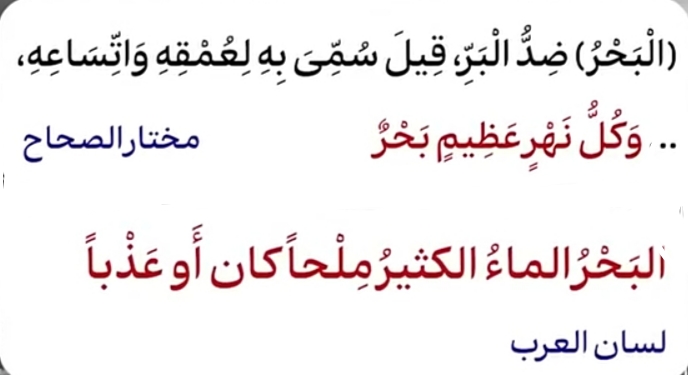 (الْبَحْرُ) ضِدُّ الْبَرِّ، قِيلَ سُمِّىَ بِهِ لِعُمْقِهِ وَاتِّسَاعِهِ،
.. وَكُلُّ نَهْرٍ عَظِيمٍ بَحْرٌ مختار الصحاح
البَحْرُ الماءُ الكثيرُ مِلْحاً كان أَو عَذْباً
لسان العرب